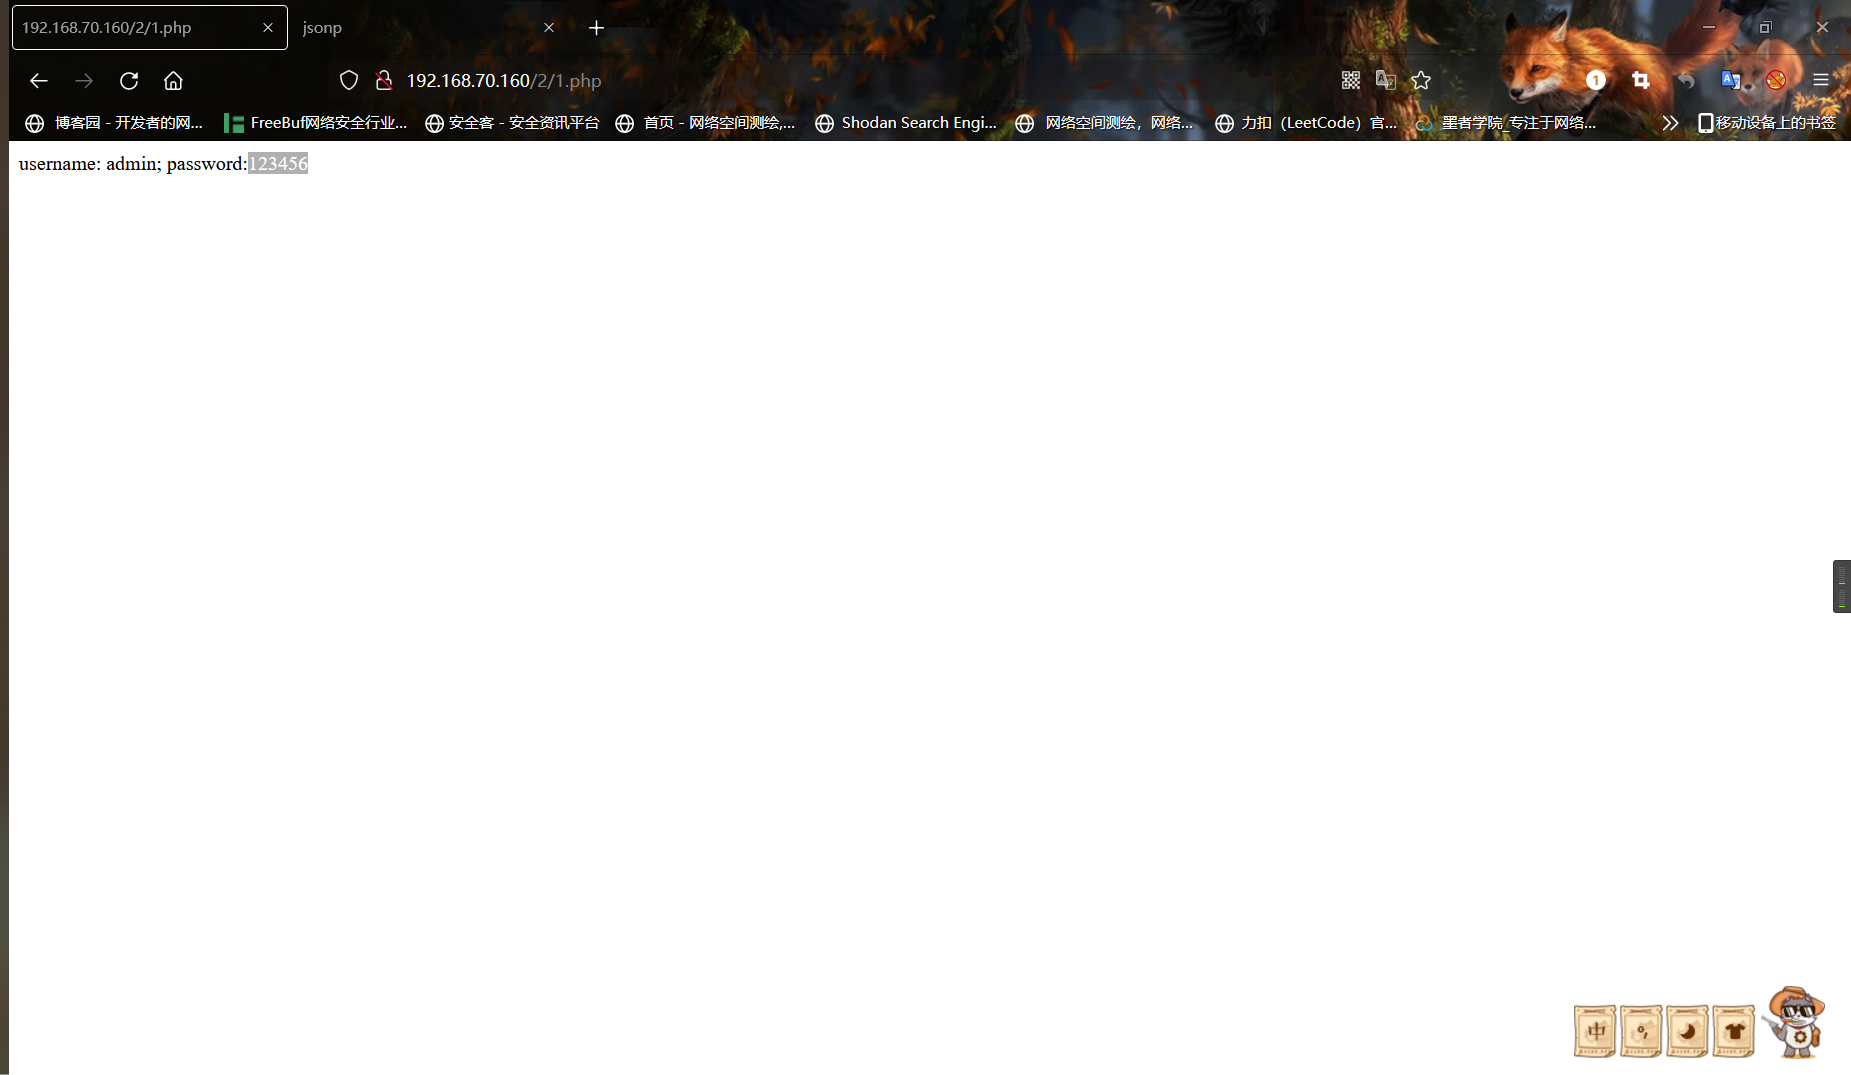 192.168.70.160/2/1.php
jsonp
192.168.70.160/2/1.php
博客园 - 开发者的网...
FreeBuf网络安全行业...
安全客 - 安全资讯平台
首页 - 网络空间测绘,...
Shodan Search Engi...
网络空间测绘，网络...
力扣（LeetCode）官...
墨者学院_专注于网络...
移动设备上的书签
username: admin; password:123456
中